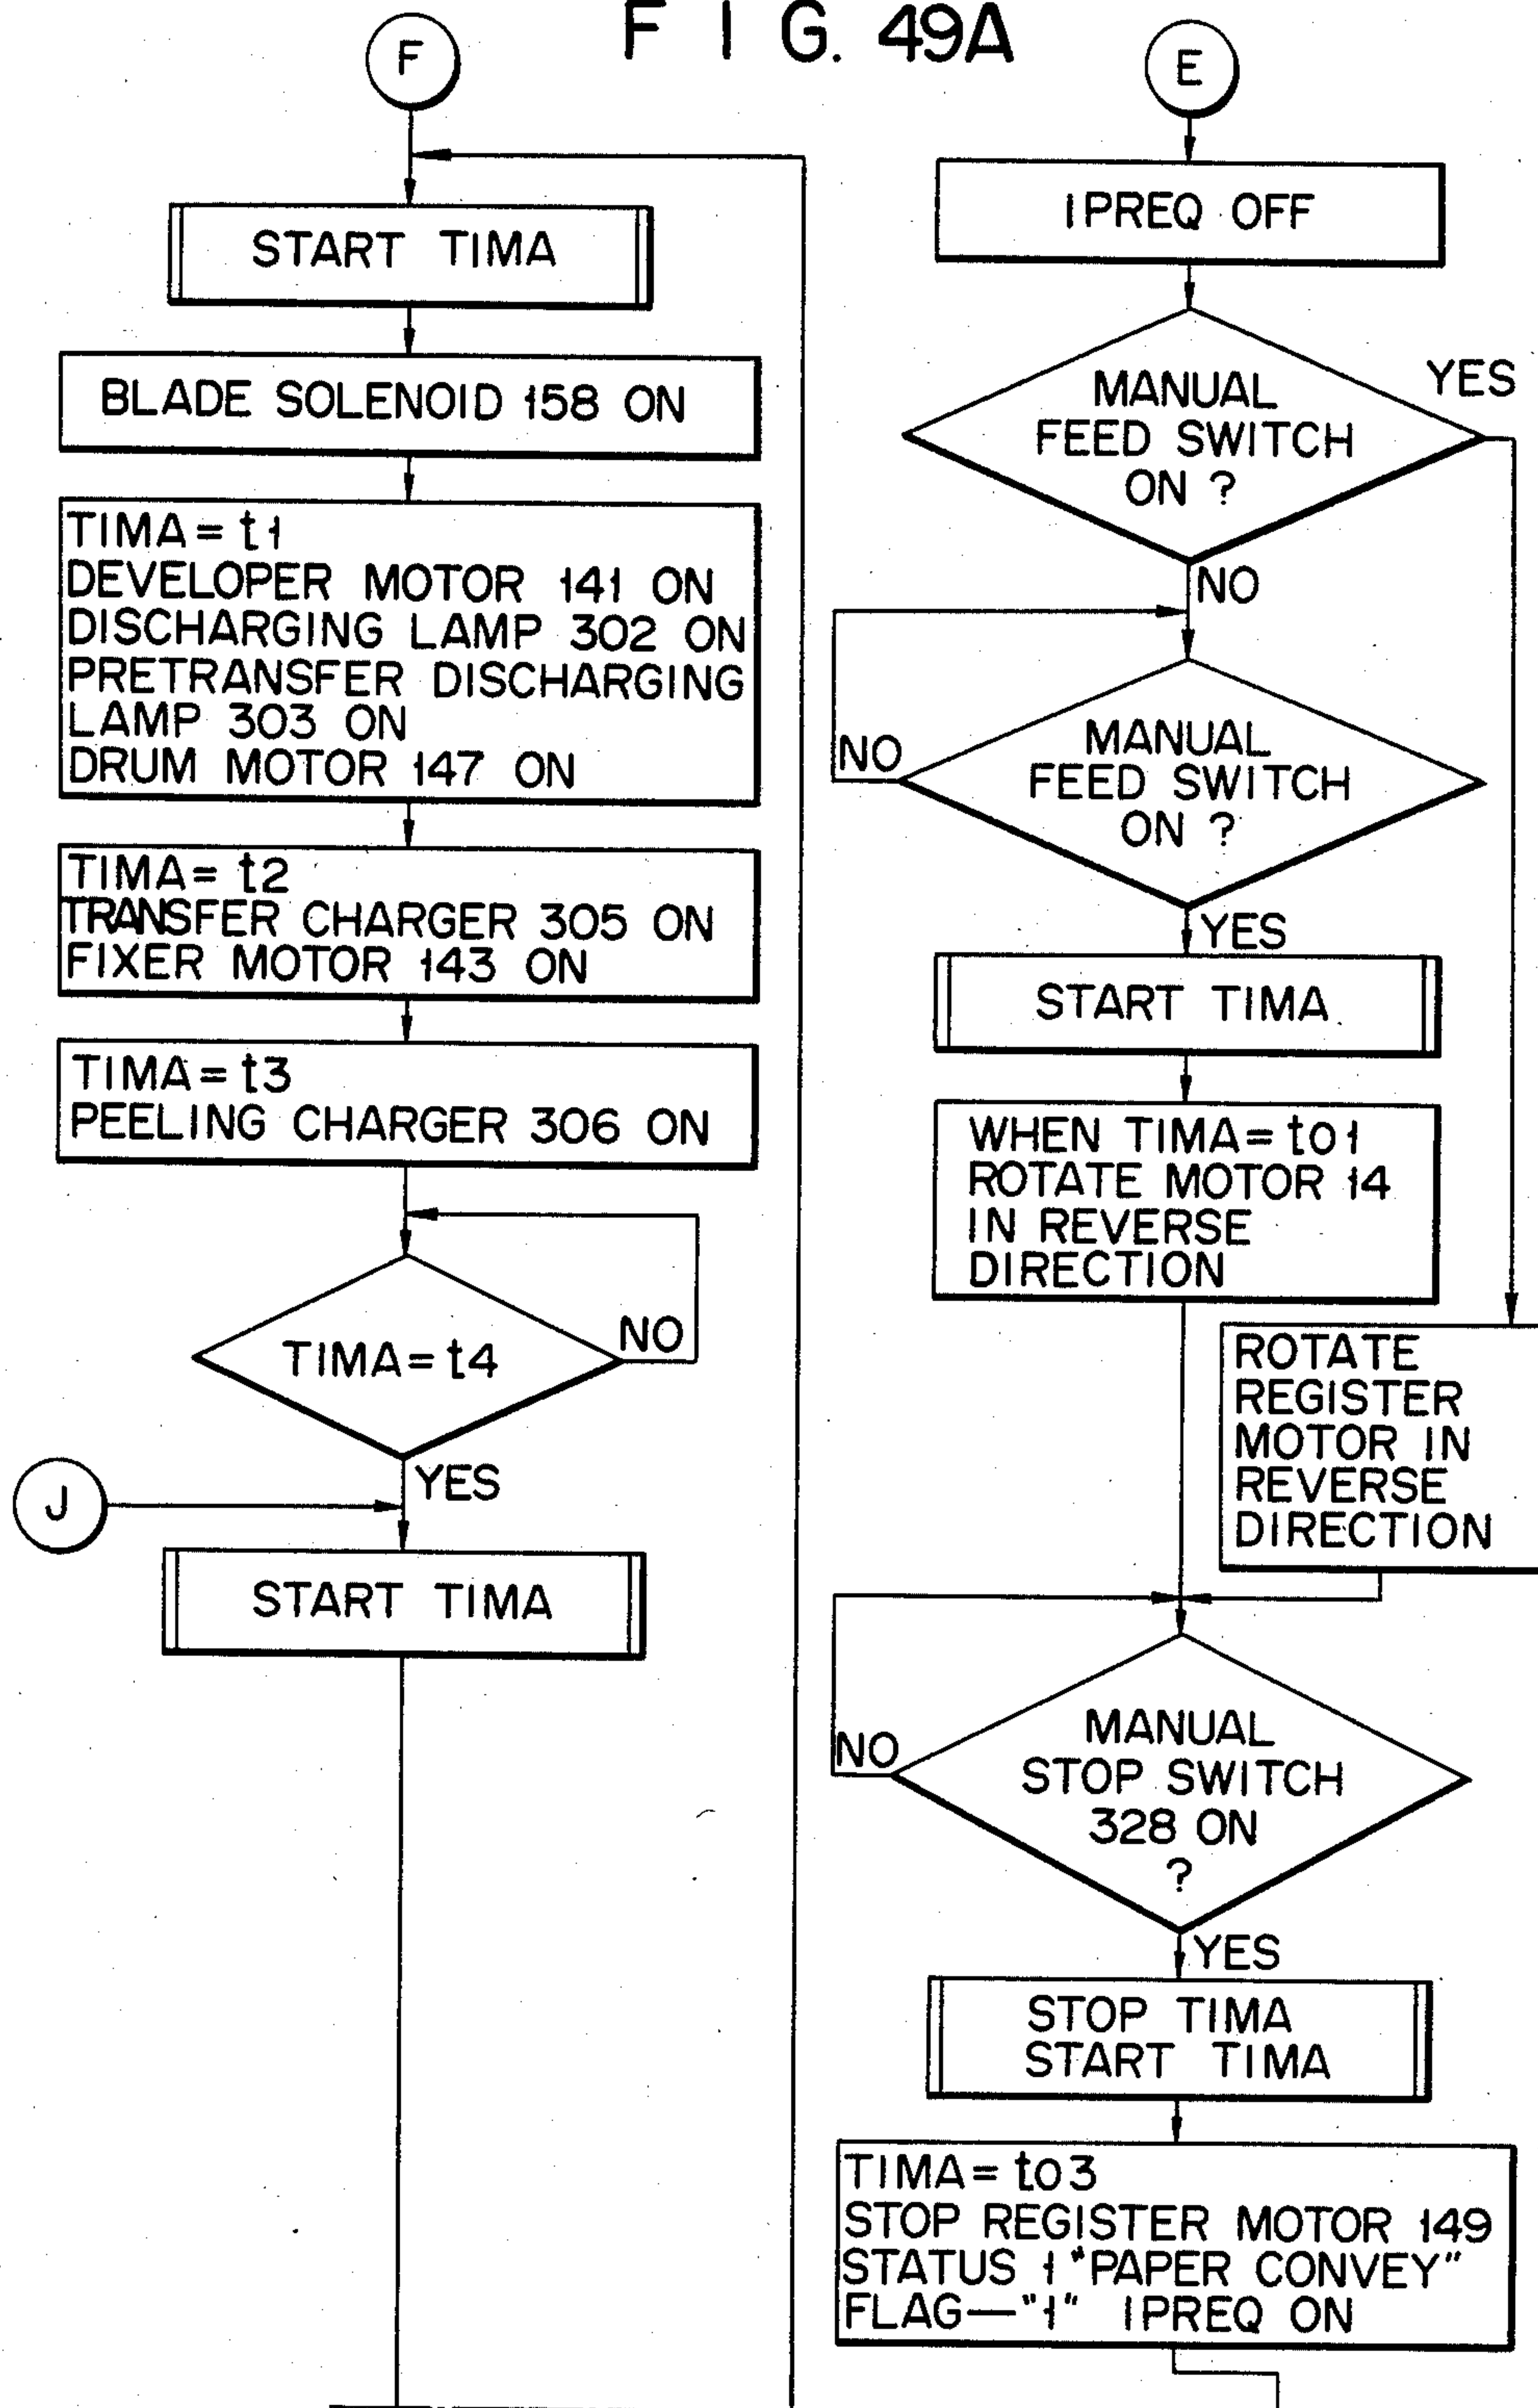 F I G. 49A
F
START TIMA
BLADE SOLENOID 158 ON
TIMA = t1
DEVELOPER MOTOR 141 ON
DISCHARGING LAMP 302 ON
PRETRANSFER DISCHARGING
LAMP 303 ON
DRUM MOTOR 147 ON
TIMA = t2
TRANSFER CHARGER 305 ON
FIXER MOTOR 143 ON
TIMA = t3
PEELING CHARGER 306 ON
TIMA = t4
NO
YES
J
START TIMA
E
IPREQ OFF
MANUAL
FEED SWITCH
ON ?
YES
NO
MANUAL
FEED SWITCH
ON ?
NO
YES
START TIMA
WHEN TIMA = to1
ROTATE MOTOR 14
IN REVERSE
DIRECTION
ROTATE
REGISTER
MOTOR IN
REVERSE
DIRECTION
MANUAL
STOP SWITCH
328 ON
?
NO
YES
STOP TIMA
START TIMA
TIMA = to3
STOP REGISTER MOTOR 149
STATUS 1 "PAPER CONVEY"
FLAG — "1" IPREQ ON